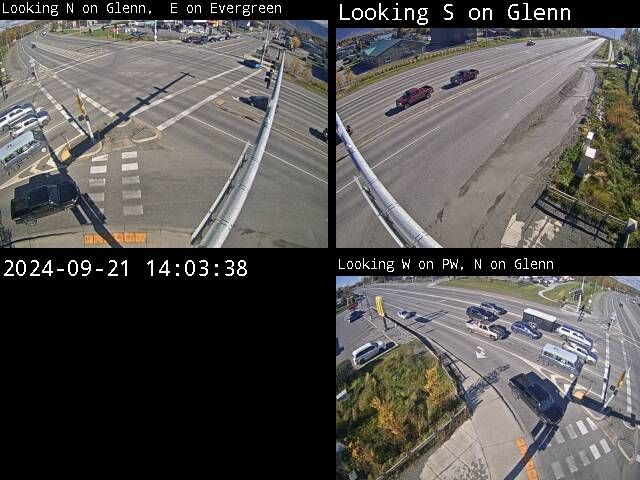 Looking N on Glenn,  E on Evergreen
Looking S on Glenn
2024-09-21 14:03:38
Looking W on PW, N on Glenn